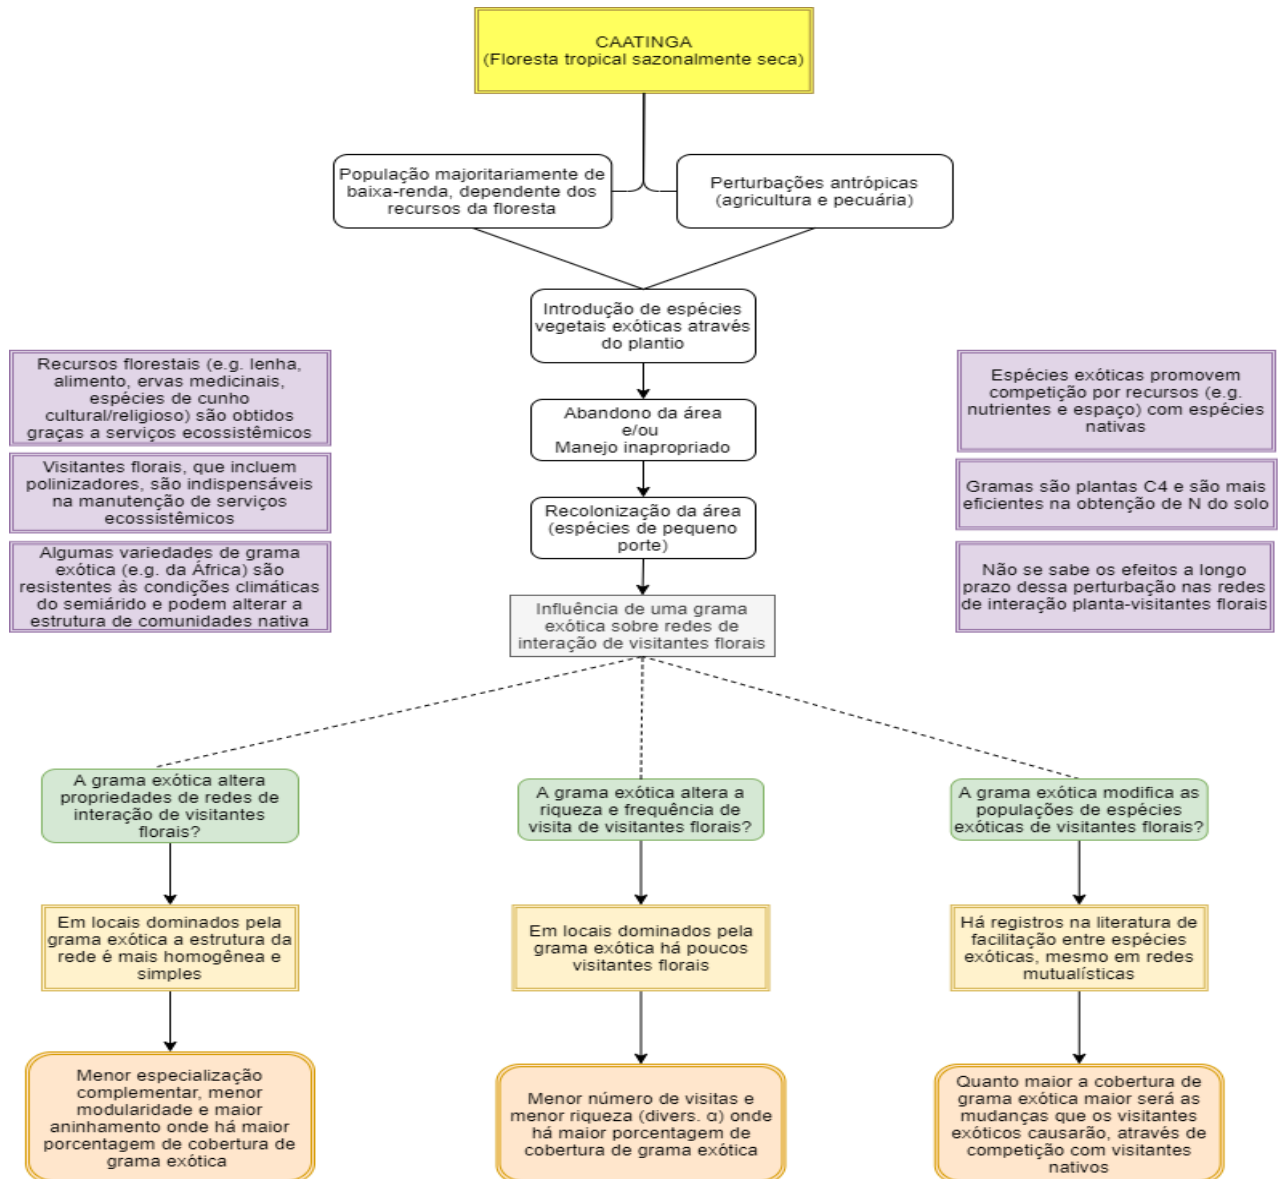 CAATINGA
(Floresta tropical sazonalmente seca)
População majoritariamente de
baixa-renda, dependente dos
recursos da floresta
Perturbações antrópicas
(agricultura e pecuária)
Introdução de espécies
vegetais exóticas através
do plantio
Abandono da área
e/ou
Manejo inapropriado
Recolonização da área
(espécies de pequeno
porte)
Influência de uma grama
exótica sobre redes de
interação de visitantes florais
Recursos florestais (e.g. lenha,
alimento, ervas medicinais,
espécies de cunho
cultural/religioso) são obtidos
graças a serviços ecossistêmicos
Visitantes florais, que incluem
polinizadores, são indispensáveis
na manutenção de serviços
ecossistêmicos
Algumas variedades de grama
exótica (e.g. da África) são
resistentes às condições climáticas
do semiárido e podem alterar a
estrutura de comunidades nativa
Espécies exóticas promovem
competição por recursos (e.g.
nutrientes e espaço) com espécies
nativas
Gramas são plantas C4 e são mais
eficientes na obtenção de N do solo
Não se sabe os efeitos a longo
prazo dessa perturbação nas redes
de interação planta-visitantes florais
A grama exótica altera
propriedades de redes de
interação de visitantes
florais?
A grama exótica altera a
riqueza e frequência de
visita de visitantes florais?
A grama exótica modifica as
populações de espécies
exóticas de visitantes florais?
Em locais dominados pela
grama exótica a estrutura da
rede é mais homogênea e
simples
Em locais dominados pela
grama exótica há poucos
visitantes florais
Há registros na literatura de
facilitação entre espécies
exóticas, mesmo em redes
mutualísticas
Menor especialização
complementar, menor
modularidade e maior
aninhamento onde há maior
porcentagem de cobertura de
grama exótica
Menor número de visitas e
menor riqueza (divers. α) onde
há maior porcentagem de
cobertura de grama exótica
Quanto maior a cobertura de
grama exótica maior será as
mudanças que os visitantes
exóticos causarão, através de
competição com visitantes
nativos